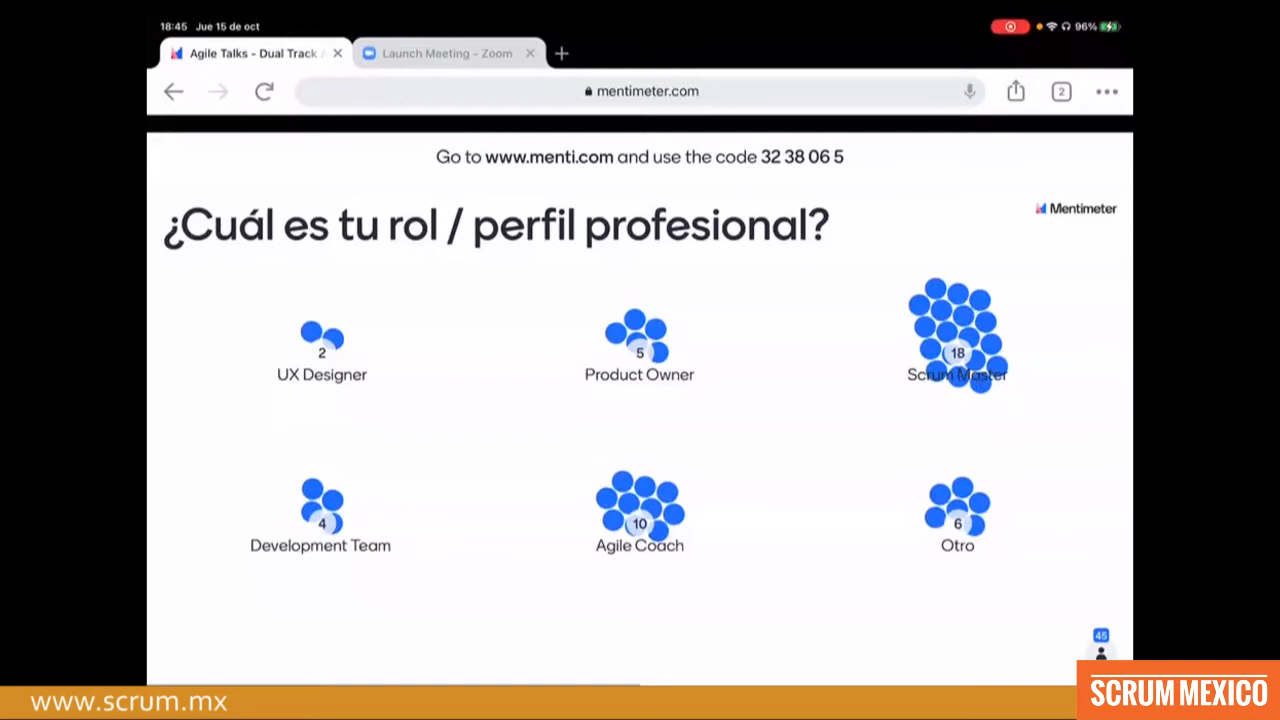 18:45 Jue 15 de oct
96%
Agile Talks - Dual Track
Launch Meeting - Zoom
mentimeter.com
2
Go to www.menti.com and use the code 32 38 06 5
¿Cuál es tu rol / perfil profesional?
Mentimeter
2
UX Designer
5
Product Owner
18
Scrum Master
4
Development Team
10
Agile Coach
6
Otro
45
www.scrum.mx
SCRUM MEXICO